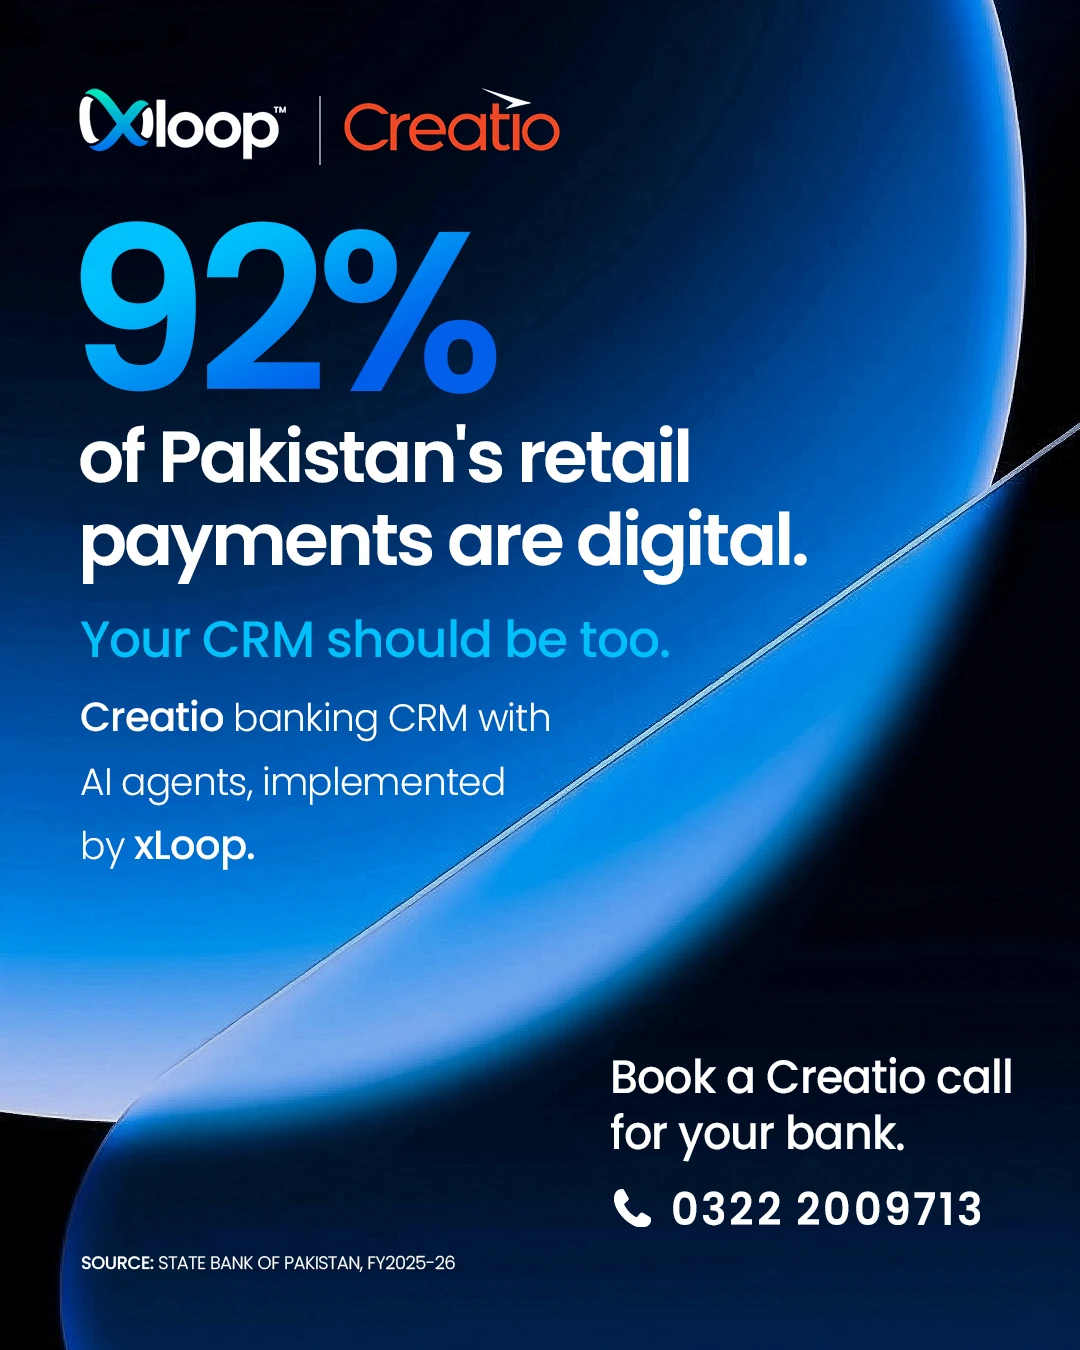 xloop™ | Creatio
92%
of Pakistan's retail
payments are digital.
Your CRM should be too.
Creatio banking CRM with
AI agents, implemented
by xLoop.
Book a Creatio call
for your bank.
0322 2009713
SOURCE: STATE BANK OF PAKISTAN, FY2025-26